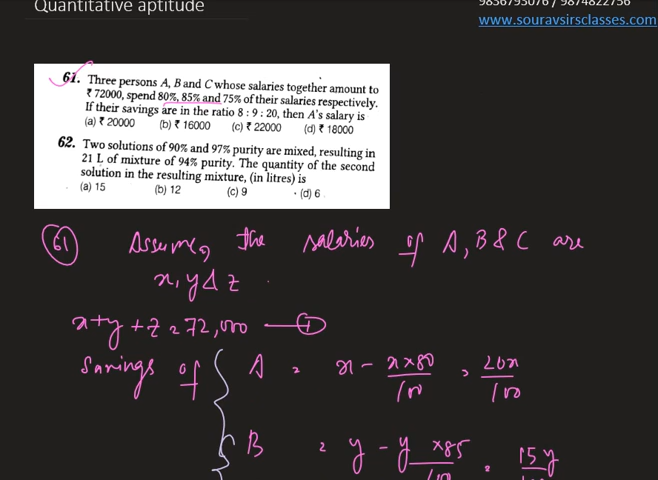 Quantitative aptitude
9836793076 / 9874822756
www.souravsirsclasses.com
61. Three persons A, B and C whose salaries together amount to
₹ 72000, spend 80%, 85% and 75% of their salaries respectively.
If their savings are in the ratio 8 : 9 : 20, then A's salary is
(a) ₹ 20000 (b) ₹ 16000 (c) ₹ 22000 (d) ₹ 18000
62. Two solutions of 90% and 97% purity are mixed, resulting in
21 L of mixture of 94% purity. The quantity of the second
solution in the resulting mixture, (in litres) is
(a) 15 (b) 12 (c) 9 (d) 6
61 Assuming the salaries of A, B & C are
x, y & z
x+y+z = 72,000 — 1
Savings of { A = x - x×80/100 = 20x/100
B = y - y×85/100 = 15y